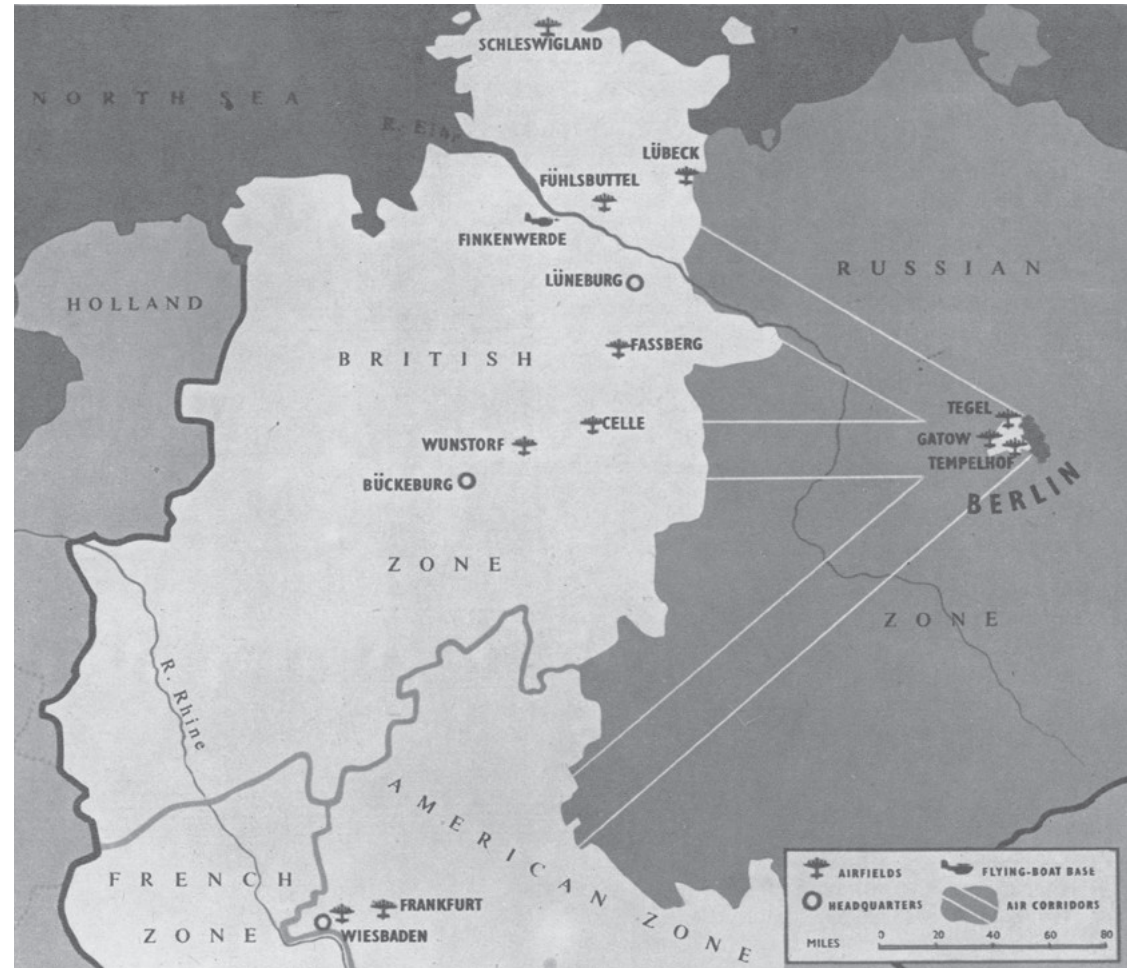 SCHLESWIGLAND
NORTH SEA
R. Elbe
LÜBECK
FÜHLSBUTTEL
FINKENWERDE
LÜNEBURG
RUSSIAN
HOLLAND
BRITISH
FASSBERG
TEGEL
CELLE
GATOW
WUNSTORF
TEMPELHOF
BÜCKEBURG
BERLIN
ZONE
ZONE
R. Rhine
AMERICAN ZONE
FRENCH
ZONE
FRANKFURT
WIESBADEN
AIRFIELDS
FLYING-BOAT BASE
HEADQUARTERS
AIR CORRIDORS
MILES 0 20 40 60 80